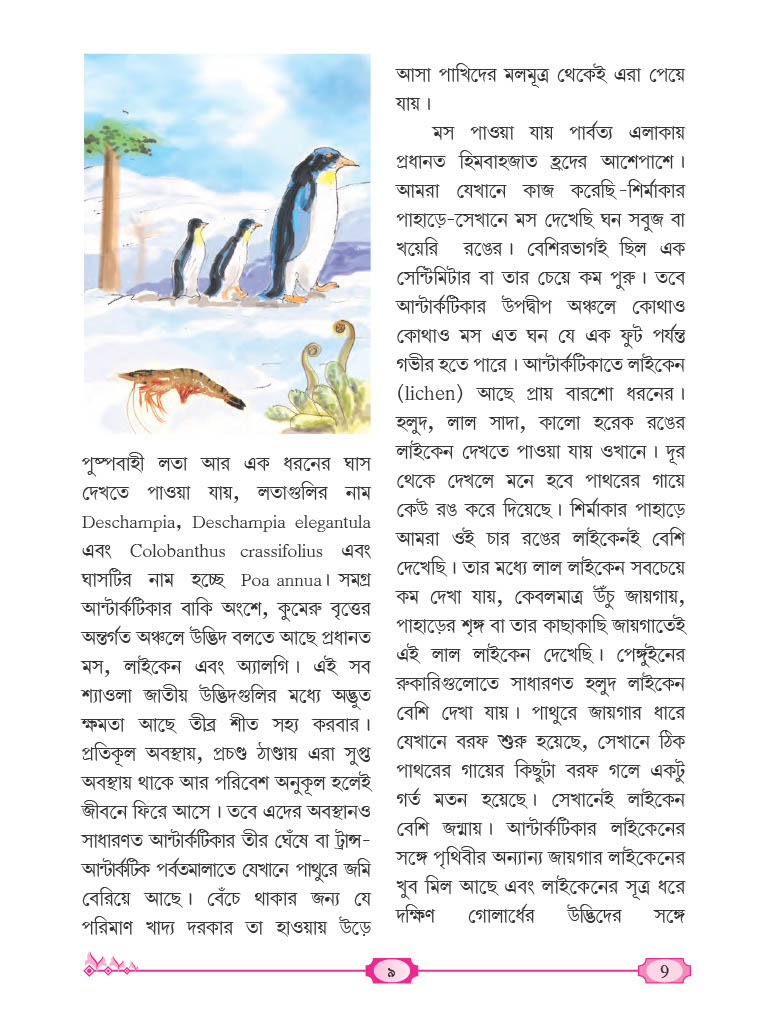 পুষ্পবাহী লতা আর এক ধরনের ঘাস
দেখতে পাওয়া যায়, লতাগুলির নাম
Deschampia, Deschampia elegantula
এবং Colobanthus crassifolius এবং
ঘাসটির নাম হচ্ছে Poa annua। সমগ্র
আন্টার্কটিকার বাকি অংশে, কুমেরু বৃত্তের
অন্তর্গত অঞ্চলে উদ্ভিদ বলতে আছে প্রধানত
মস, লাইকেন এবং অ্যালগি। এই সব
শ্যাওলা জাতীয় উদ্ভিদগুলির মধ্যে অদ্ভুত
ক্ষমতা আছে তীব্র শীত সহ্য করবার।
প্রতিকূল অবস্থায়, প্রচণ্ড ঠাণ্ডায় এরা সুপ্ত
অবস্থায় থাকে আর পরিবেশ অনুকূল হলেই
জীবনে ফিরে আসে। তবে এদের অবস্থানও
সাধারণত আন্টার্কটিকার তীর ঘেঁষে বা ট্রান্স-
আন্টার্কটিক পর্বতমালাতে যেখানে পাথুরে জমি
বেরিয়ে আছে। বেঁচে থাকার জন্য যে
পরিমাণ খাদ্য দরকার তা হাওয়ায় উড়ে
আসা পাখিদের মলমূত্র থেকেই এরা পেয়ে
যায়।
মস পাওয়া যায় পার্বত্য এলাকায়
প্রধানত হিমবাহজাত হ্রদের আশেপাশে।
আমরা যেখানে কাজ করেছি-শির্মাকার
পাহাড়ে-সেখানে মস দেখেছি ঘন সবুজ বা
খয়েরি রঙের। বেশিরভাগই ছিল এক
সেন্টিমিটার বা তার চেয়ে কম পুরু। তবে
আন্টার্কটিকার উপদ্বীপ অঞ্চলে কোথাও
কোথাও মস এত ঘন যে এক ফুট পর্যন্ত
গভীর হতে পারে। আন্টার্কটিকাতে লাইকেন
(lichen) আছে প্রায় বারশো ধরনের।
হলুদ, লাল সাদা, কালো হরেক রঙের
লাইকেন দেখতে পাওয়া যায় ওখানে। দূর
থেকে দেখলে মনে হবে পাথরের গায়ে
কেউ রঙ করে দিয়েছে। শির্মাকার পাহাড়ে
আমরা ওই চার রঙের লাইকেনই বেশি
দেখেছি। তার মধ্যে লাল লাইকেন সবচেয়ে
কম দেখা যায়, কেবলমাত্র উঁচু জায়গায়,
পাহাড়ের শৃঙ্গ বা তার কাছাকাছি জায়গাতেই
এই লাল লাইকেন দেখেছি। পেঙ্গুইনের
রুকারিগুলোতে সাধারণত হলুদ লাইকেন
বেশি দেখা যায়। পাথুরে জায়গার ধারে
যেখানে বরফ শুরু হয়েছে, সেখানে ঠিক
পাথরের গায়ের কিছুটা বরফ গলে একটু
গর্ত মতন হয়েছে। সেখানেই লাইকেন
বেশি জন্মায়। আন্টার্কটিকার লাইকেনের
সঙ্গে পৃথিবীর অন্যান্য জায়গার লাইকেনের
খুব মিল আছে এবং লাইকেনের সূত্র ধরে
দক্ষিণ গোলার্ধের উদ্ভিদের সঙ্গে
৯
9